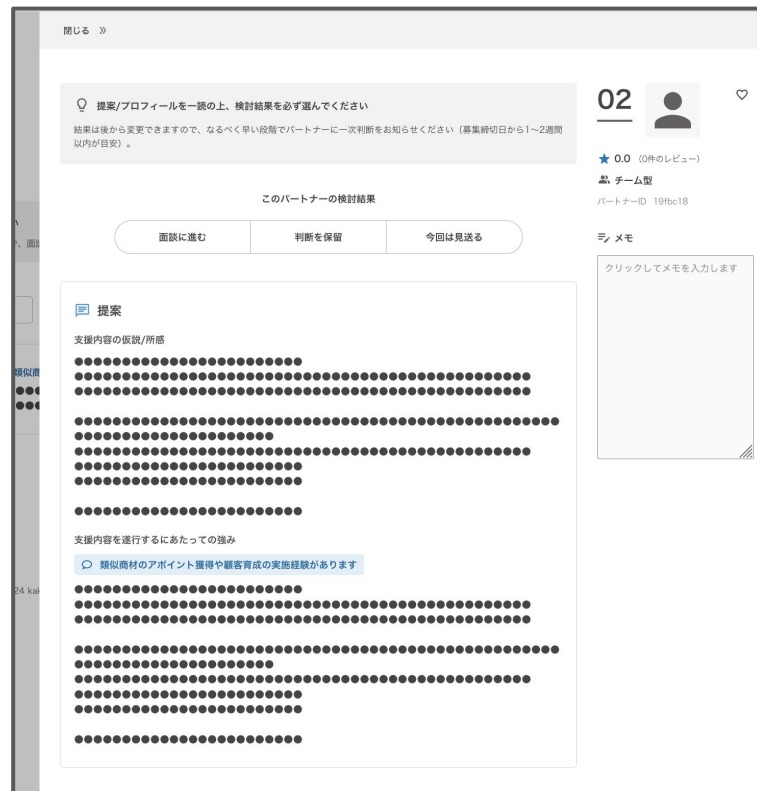 閉じる »
提案/プロフィールを一読の上、検討結果を必ず選んでください
結果は後から変更できますので、なるべく早い段階でパートナーに一次判断をお知らせください（募集締切日から1〜2週間
以内が目安）。
このパートナーの検討結果
面談に進む 判断を保留 今回は見送る
提案
支援内容の仮説/所感
●●●●●●●●●●●●●●●●●●●●●●●●
●●●●●●●●●●●●●●●●●●●●●●●●●●●●●●●●●●●●●●●●●●●●●●●●
●●●●●●●●●●●●●●●●●●●●●●●●●●●●●●●●●●●●●●●●●●●●●●●●
●●●●●●●●●●●●●●●●●●●●●●●●●●●●●●●●●●●●●●●●●●●●●●●●●●●
●●●●●●●●●●●●●●●●●●●●●
●●●●●●●●●●●●●●●●●●●●●●●●●●●●●●●●●●●●●●●●●●●●●●●●
●●●●●●●●●●●●●●●●●●●●●●●●
●●●●●●●●●●●●●●●●●●●●●●●●
●●●●●●●●●●●●●●●●●●●●●●●●
支援内容を遂行するにあたっての強み
類似商材のアポイント獲得や顧客育成の実施経験があります
●●●●●●●●●●●●●●●●●●●●●●●●
●●●●●●●●●●●●●●●●●●●●●●●●●●●●●●●●●●●●●●●●●●●●●●●●
●●●●●●●●●●●●●●●●●●●●●●●●●●●●●●●●●●●●●●●●●●●●●●●●
●●●●●●●●●●●●●●●●●●●●●●●●●●●●●●●●●●●●●●●●●●●●●●●●●●●
●●●●●●●●●●●●●●●●●●●●●
●●●●●●●●●●●●●●●●●●●●●●●●●●●●●●●●●●●●●●●●●●●●●●●●
●●●●●●●●●●●●●●●●●●●●●●●●
●●●●●●●●●●●●●●●●●●●●●●●●
●●●●●●●●●●●●●●●●●●●●●●●●
02
★ 0.0 （0件のレビュー）
チーム型
パートナーID 19fbc18
メモ
クリックしてメモを入力します
類似商
●●●
●●●
24 kak